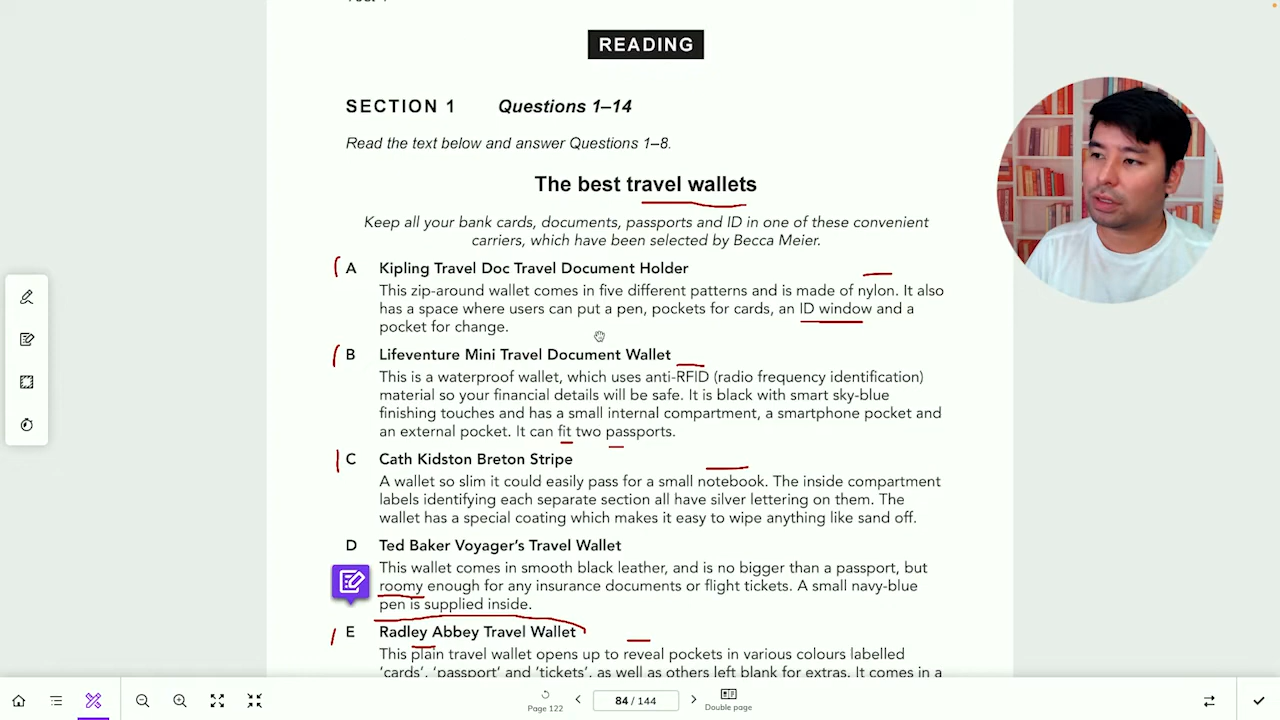 READING
SECTION 1 Questions 1–14
Read the text below and answer Questions 1–8.
The best travel wallets
Keep all your bank cards, documents, passports and ID in one of these convenient
carriers, which have been selected by Becca Meier.
A Kipling Travel Doc Travel Document Holder
This zip-around wallet comes in five different patterns and is made of nylon. It also
has a space where users can put a pen, pockets for cards, an ID window and a
pocket for change.
B Lifeventure Mini Travel Document Wallet
This is a waterproof wallet, which uses anti-RFID (radio frequency identification)
material so your financial details will be safe. It is black with smart sky-blue
finishing touches and has a small internal compartment, a smartphone pocket and
an external pocket. It can fit two passports.
C Cath Kidston Breton Stripe
A wallet so slim it could easily pass for a small notebook. The inside compartment
labels identifying each separate section all have silver lettering on them. The
wallet has a special coating which makes it easy to wipe anything like sand off.
D Ted Baker Voyager's Travel Wallet
This wallet comes in smooth black leather, and is no bigger than a passport, but
roomy enough for any insurance documents or flight tickets. A small navy-blue
pen is supplied inside.
E Radley Abbey Travel Wallet
This plain travel wallet opens up to reveal pockets in various colours labelled
'cards', 'passport' and 'tickets', as well as others left blank for extras. It comes in a
Page 122
84 / 144
Double page